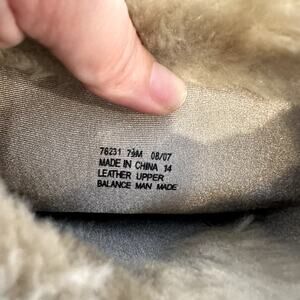 76231 7½M 08/07
MADE IN CHINA 14
LEATHER UPPER
BALANCE MAN MADE